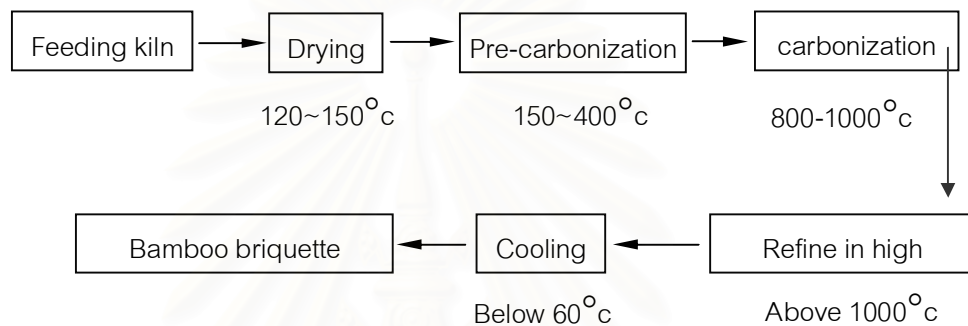 Feeding kiln
Drying
Pre-carbonization
carbonization
120~150°c
150~400°c
800-1000°c
Bamboo briquette
Cooling
Refine in high
Below 60°c
Above 1000°c